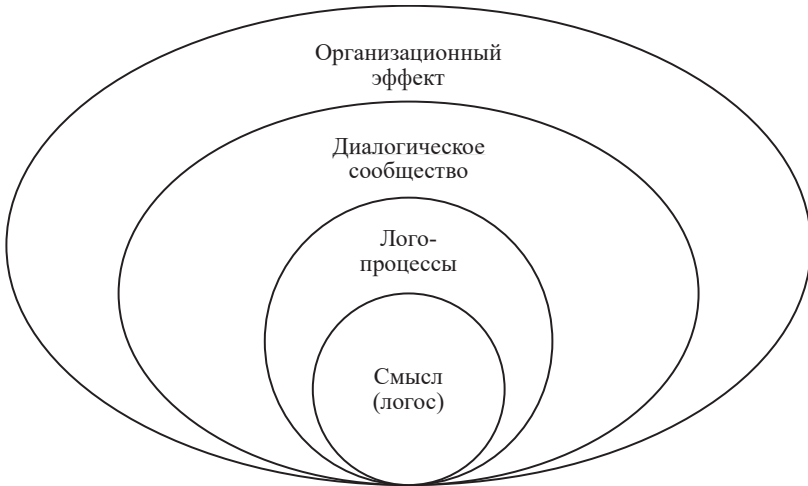 Организационный
эффект
Диалогическое
сообщество
Лого-
процессы
Смысл
(логос)